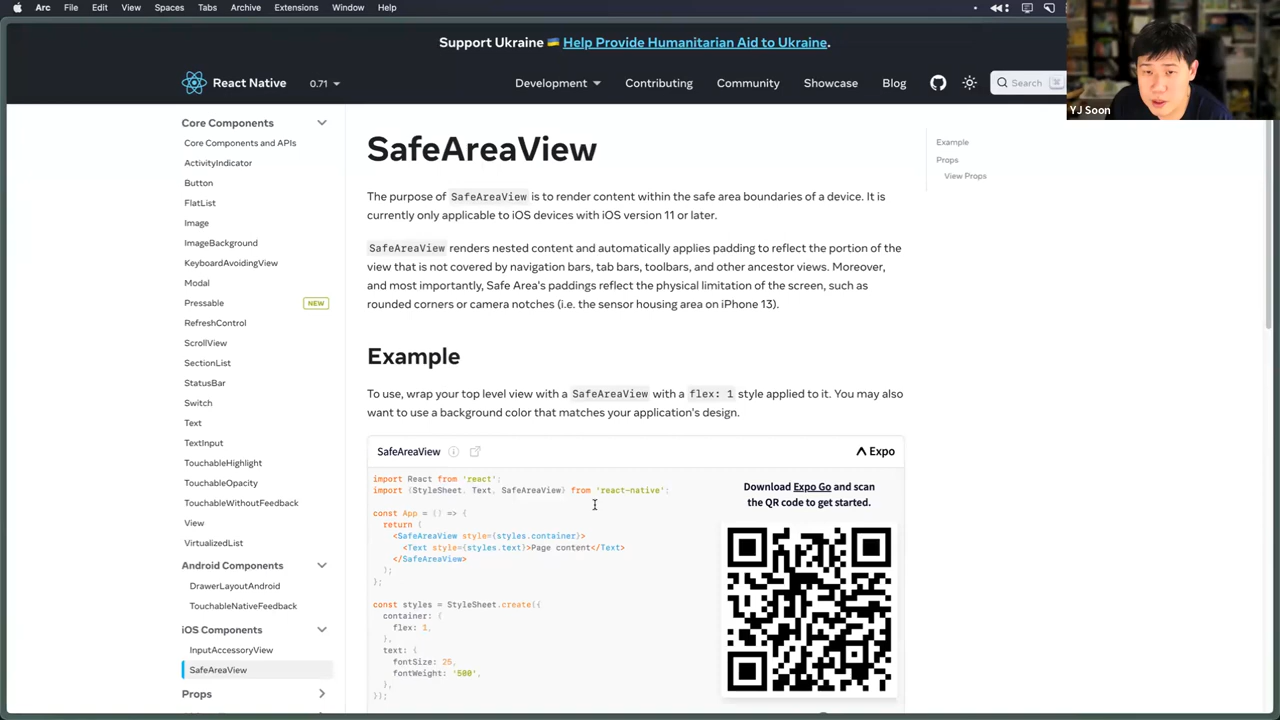 Arc File Edit View Spaces Tabs Archive Extensions Window Help
Support Ukraine 🇺🇦 Help Provide Humanitarian Aid to Ukraine.
React Native 0.71 Development Contributing Community Showcase Blog Search
YJ Soon
Core Components
Core Components and APIs
ActivityIndicator
Button
FlatList
Image
ImageBackground
KeyboardAvoidingView
Modal
Pressable NEW
RefreshControl
ScrollView
SectionList
StatusBar
Switch
Text
TextInput
TouchableHighlight
TouchableOpacity
TouchableWithoutFeedback
View
VirtualizedList
Android Components
DrawerLayoutAndroid
TouchableNativeFeedback
iOS Components
InputAccessoryView
SafeAreaView
Props
SafeAreaView
The purpose of SafeAreaView is to render content within the safe area boundaries of a device. It is
currently only applicable to iOS devices with iOS version 11 or later.
SafeAreaView renders nested content and automatically applies padding to reflect the portion of the
view that is not covered by navigation bars, tab bars, toolbars, and other ancestor views. Moreover,
and most importantly, Safe Area's paddings reflect the physical limitation of the screen, such as
rounded corners or camera notches (i.e. the sensor housing area on iPhone 13).
Example
To use, wrap your top level view with a SafeAreaView with a flex: 1 style applied to it. You may also
want to use a background color that matches your application's design.
SafeAreaView Expo
import React from 'react';
import {StyleSheet, Text, SafeAreaView} from 'react-native';
const App = () => {
return (
<SafeAreaView style={styles.container}>
<Text style={styles.text}>Page content</Text>
</SafeAreaView>
);
};
const styles = StyleSheet.create({
container: {
flex: 1,
},
text: {
fontSize: 25,
fontWeight: '500',
},
});
Download Expo Go and scan
the QR code to get started.
Example
Props
View Props